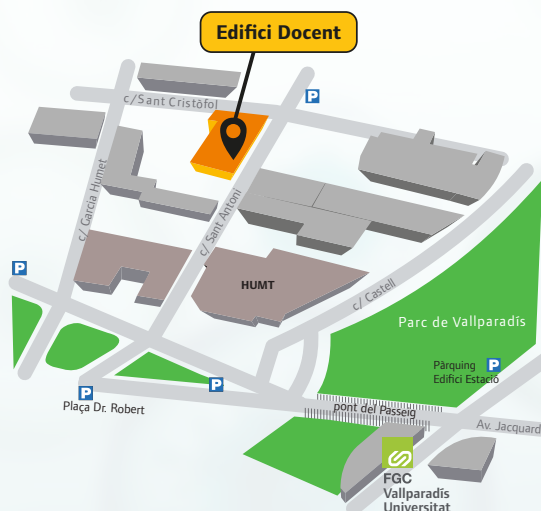 Edifici Docent
P
c/Sant Cristòfol
c/ Garcia Humet
c/ Sant Antoni
P
HUMT
c/ Castell
Parc de Vallparadís
Pàrquing P
Edifici Estació
P
P
Plaça Dr. Robert
pont del Passeig
Av. Jacquard
FGC
Vallparadís
Universitat